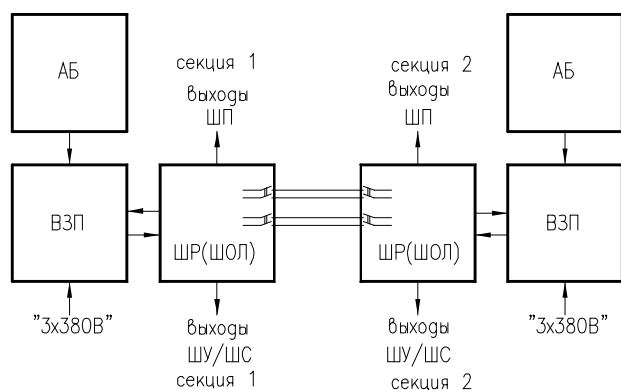 АБ
секция 1
выходы
ШП
секция 2
выходы
ШП
АБ
ВЗП
ШР(ШОЛ)
ШР(ШОЛ)
ВЗП
"3х380В"
выходы
ШУ/ШС
секция 1
выходы
ШУ/ШС
секция 2
"3х380В"